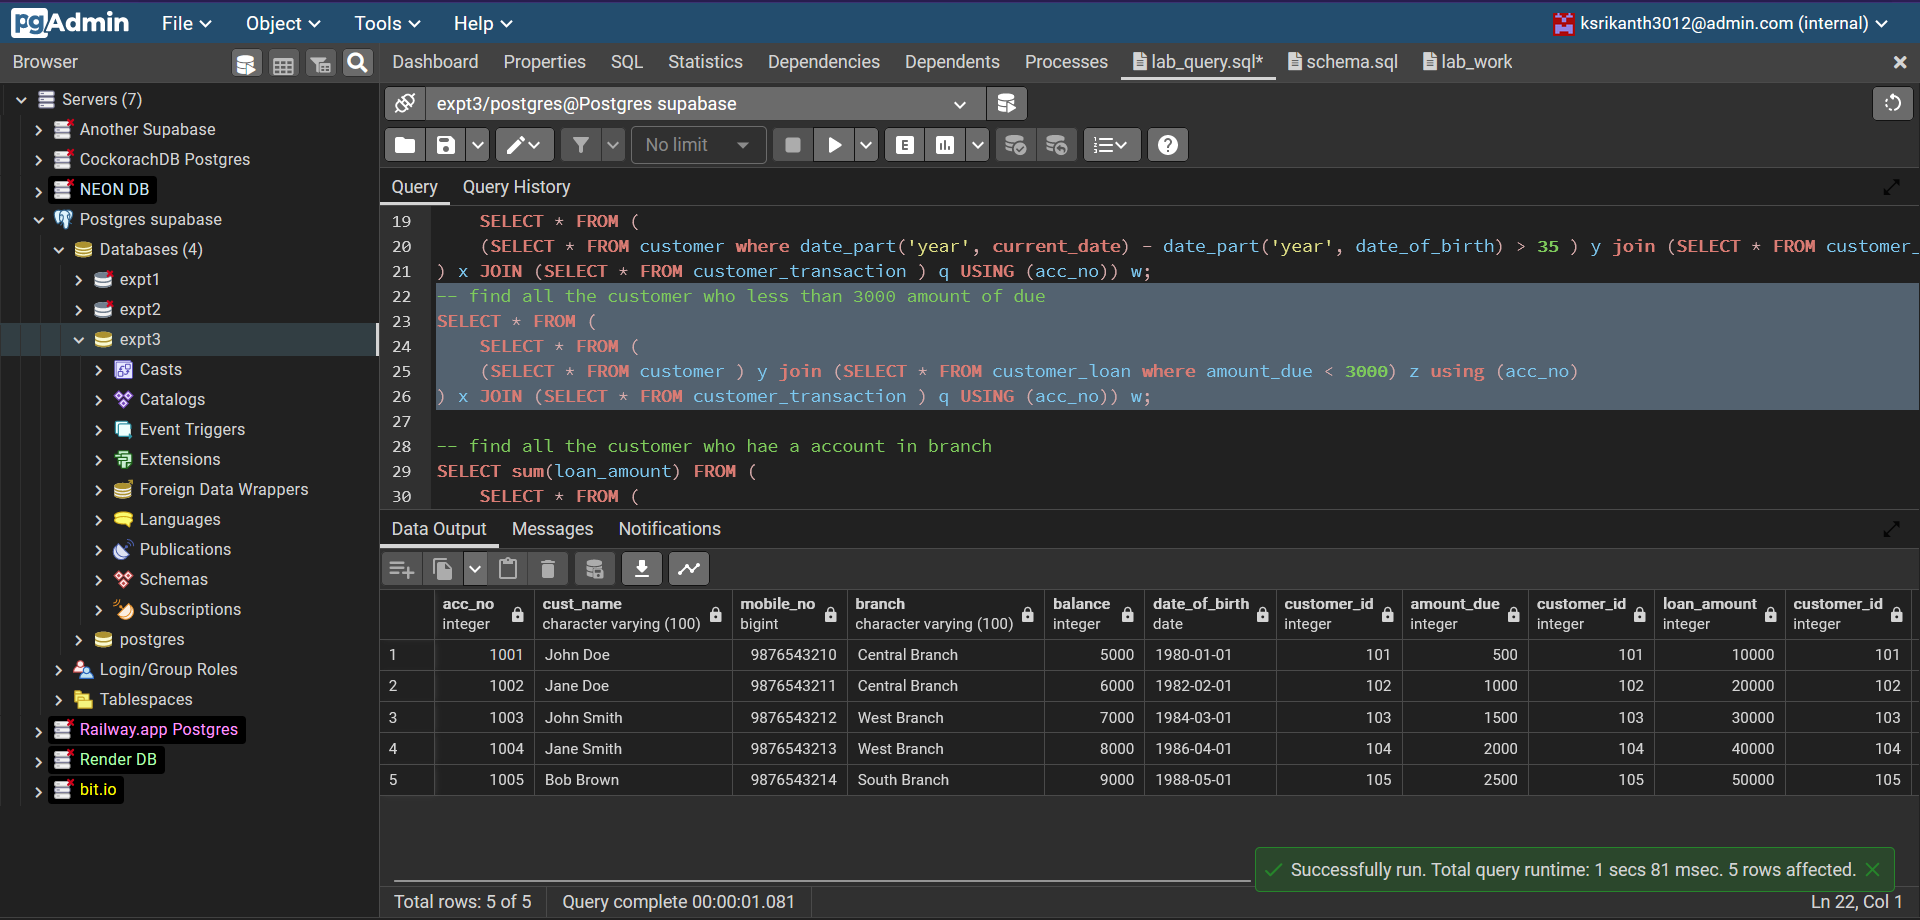 pgAdmin File Object Tools Help ksrikanth3012@admin.com (internal)
Browser Dashboard Properties SQL Statistics Dependencies Dependents Processes lab_query.sql* schema.sql lab_work
Servers (7)
Another Supabase
CockorachDB Postgres
NEON DB
Postgres supabase
Databases (4)
expt1
expt2
expt3
Casts
Catalogs
Event Triggers
Extensions
Foreign Data Wrappers
Languages
Publications
Schemas
Subscriptions
postgres
Login/Group Roles
Tablespaces
Railway.app Postgres
Render DB
bit.io
expt3/postgres@Postgres supabase
No limit E
Query Query History
19 SELECT * FROM (
20 (SELECT * FROM customer where date_part('year', current_date) - date_part('year', date_of_birth) > 35 ) y join (SELECT * FROM customer_
21 ) x JOIN (SELECT * FROM customer_transaction ) q USING (acc_no)) w;
22 -- find all the customer who less than 3000 amount of due
23 SELECT * FROM (
24 SELECT * FROM (
25 (SELECT * FROM customer ) y join (SELECT * FROM customer_loan where amount_due < 3000) z using (acc_no)
26 ) x JOIN (SELECT * FROM customer_transaction ) q USING (acc_no)) w;
27
28 -- find all the customer who hae a account in branch
29 SELECT sum(loan_amount) FROM (
30 SELECT * FROM (
Data Output Messages Notifications
acc_no cust_name mobile_no branch balance date_of_birth customer_id amount_due customer_id loan_amount customer_id
integer character varying (100) bigint character varying (100) integer date integer integer integer integer integer
1 1001 John Doe 9876543210 Central Branch 5000 1980-01-01 101 500 101 10000 101
2 1002 Jane Doe 9876543211 Central Branch 6000 1982-02-01 102 1000 102 20000 102
3 1003 John Smith 9876543212 West Branch 7000 1984-03-01 103 1500 103 30000 103
4 1004 Jane Smith 9876543213 West Branch 8000 1986-04-01 104 2000 104 40000 104
5 1005 Bob Brown 9876543214 South Branch 9000 1988-05-01 105 2500 105 50000 105
Successfully run. Total query runtime: 1 secs 81 msec. 5 rows affected.
Total rows: 5 of 5 Query complete 00:00:01.081 Ln 22, Col 1